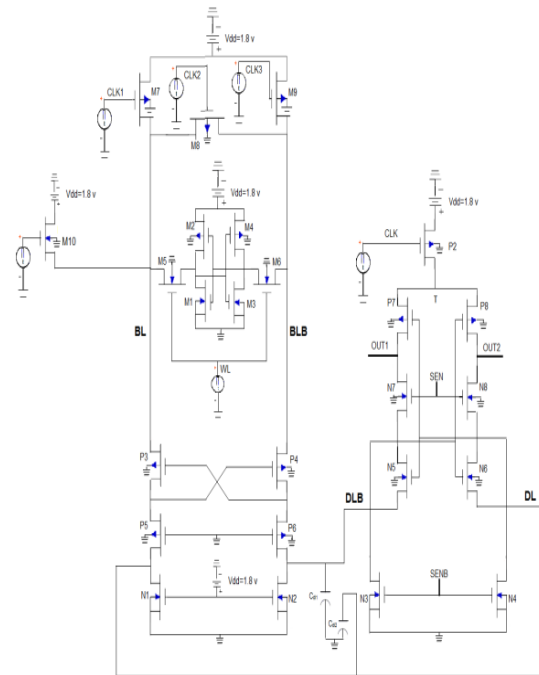 Vdd=1.8 v
CLK1
CLK2
CLK3
M7
M9
M8
Vdd=1.8 v
Vdd=1.8 v
M2
M4
M10
M5
M6
M1
M3
BL
BLB
WL
Vdd=1.8 v
CLK
P2
T
P7
P8
OUT1
OUT2
SEN
N7
N8
N5
N6
P3
P4
DLB
DL
P5
P6
Vdd=1.8 v
N1
N2
SENB
N3
N4